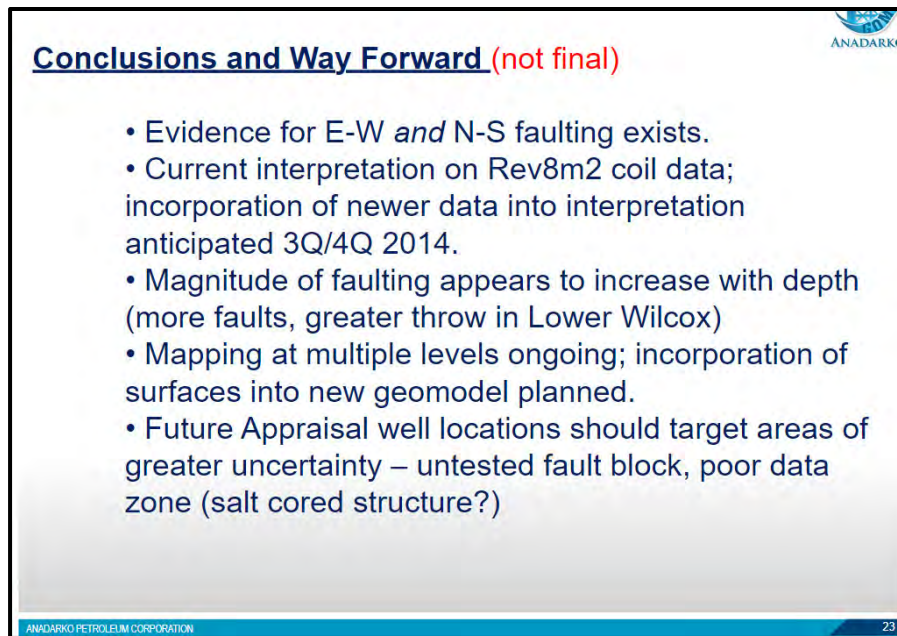 GOM
ANADARKO
Conclusions and Way Forward (not final)
• Evidence for E-W and N-S faulting exists.
• Current interpretation on Rev8m2 coil data;
incorporation of newer data into interpretation
anticipated 3Q/4Q 2014.
• Magnitude of faulting appears to increase with depth
(more faults, greater throw in Lower Wilcox)
• Mapping at multiple levels ongoing; incorporation of
surfaces into new geomodel planned.
• Future Appraisal well locations should target areas of
greater uncertainty – untested fault block, poor data
zone (salt cored structure?)
ANADARKO PETROLEUM CORPORATION
23